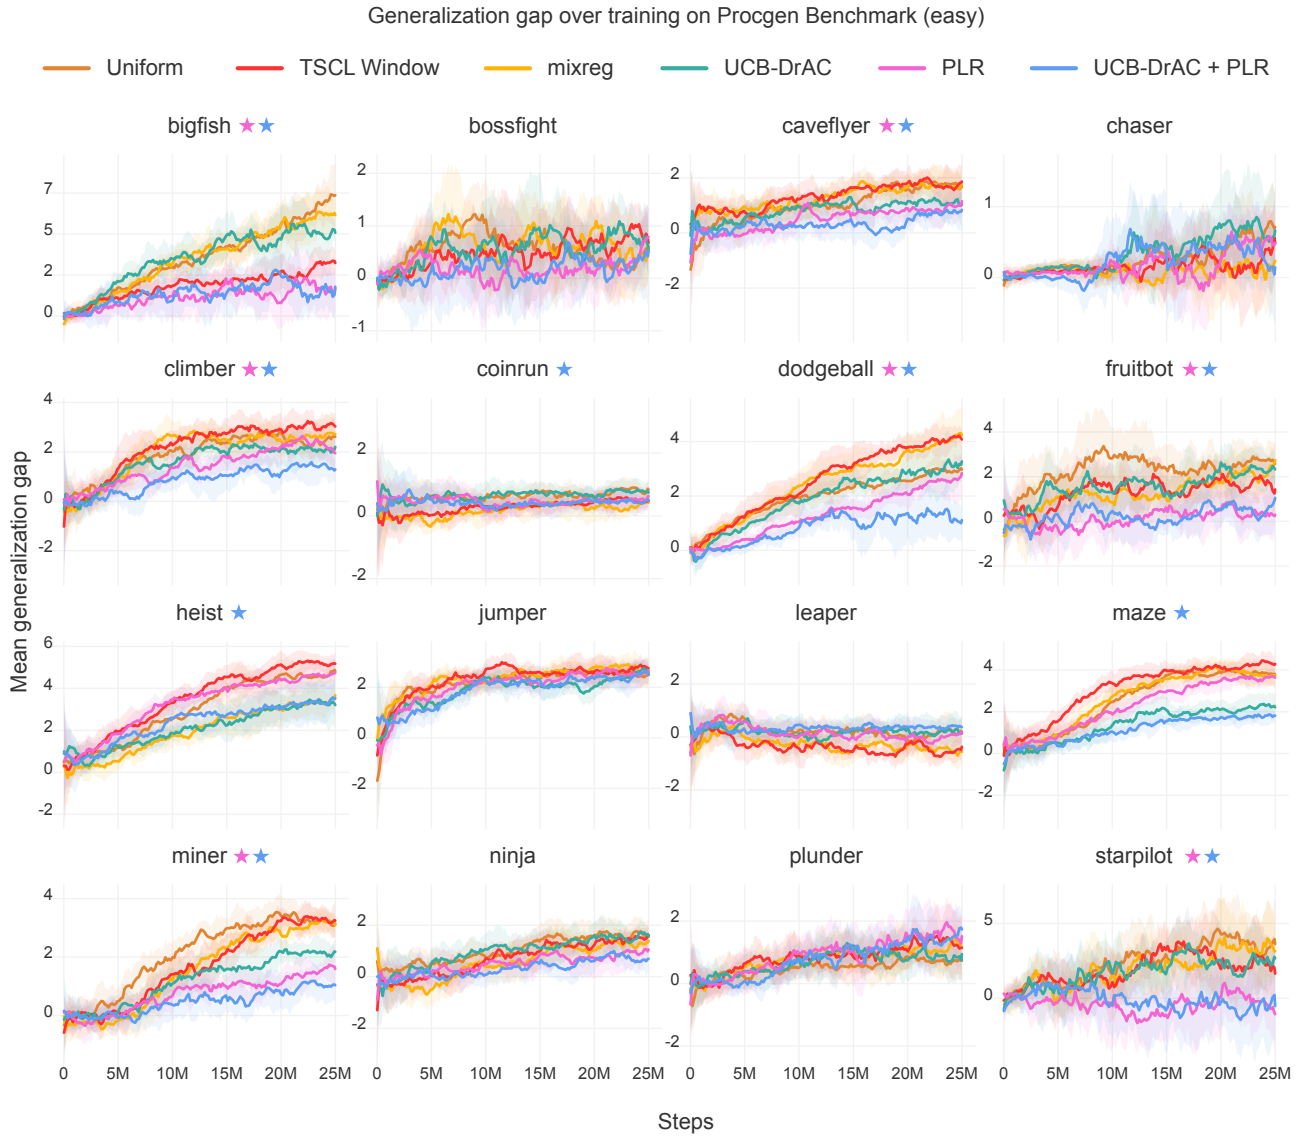 Generalization gap over training on Procgen Benchmark (easy)
Uniform TSCL Window mixreg UCB-DrAC PLR UCB-DrAC + PLR
bigfish ★★ bossfight caveflyer ★★ chaser
7 5 2 0
2 1 0 -1
2 0 -2
1 0
climber ★★ coinrun ★ dodgeball ★★ fruitbot ★★
4 2 0 -2
2 0 -2
4 2 0
4 2 0 -2
Mean generalization gap
heist ★ jumper leaper maze ★
6 4 2 0 -2
2 0 -2
2 0 -2
4 2 0 -2
miner ★★ ninja plunder starpilot ★★
4 2 0
2 0 -2
2 0 -2
5 0
0 5M 10M 15M 20M 25M 0 5M 10M 15M 20M 25M 0 5M 10M 15M 20M 25M 0 5M 10M 15M 20M 25M
Steps